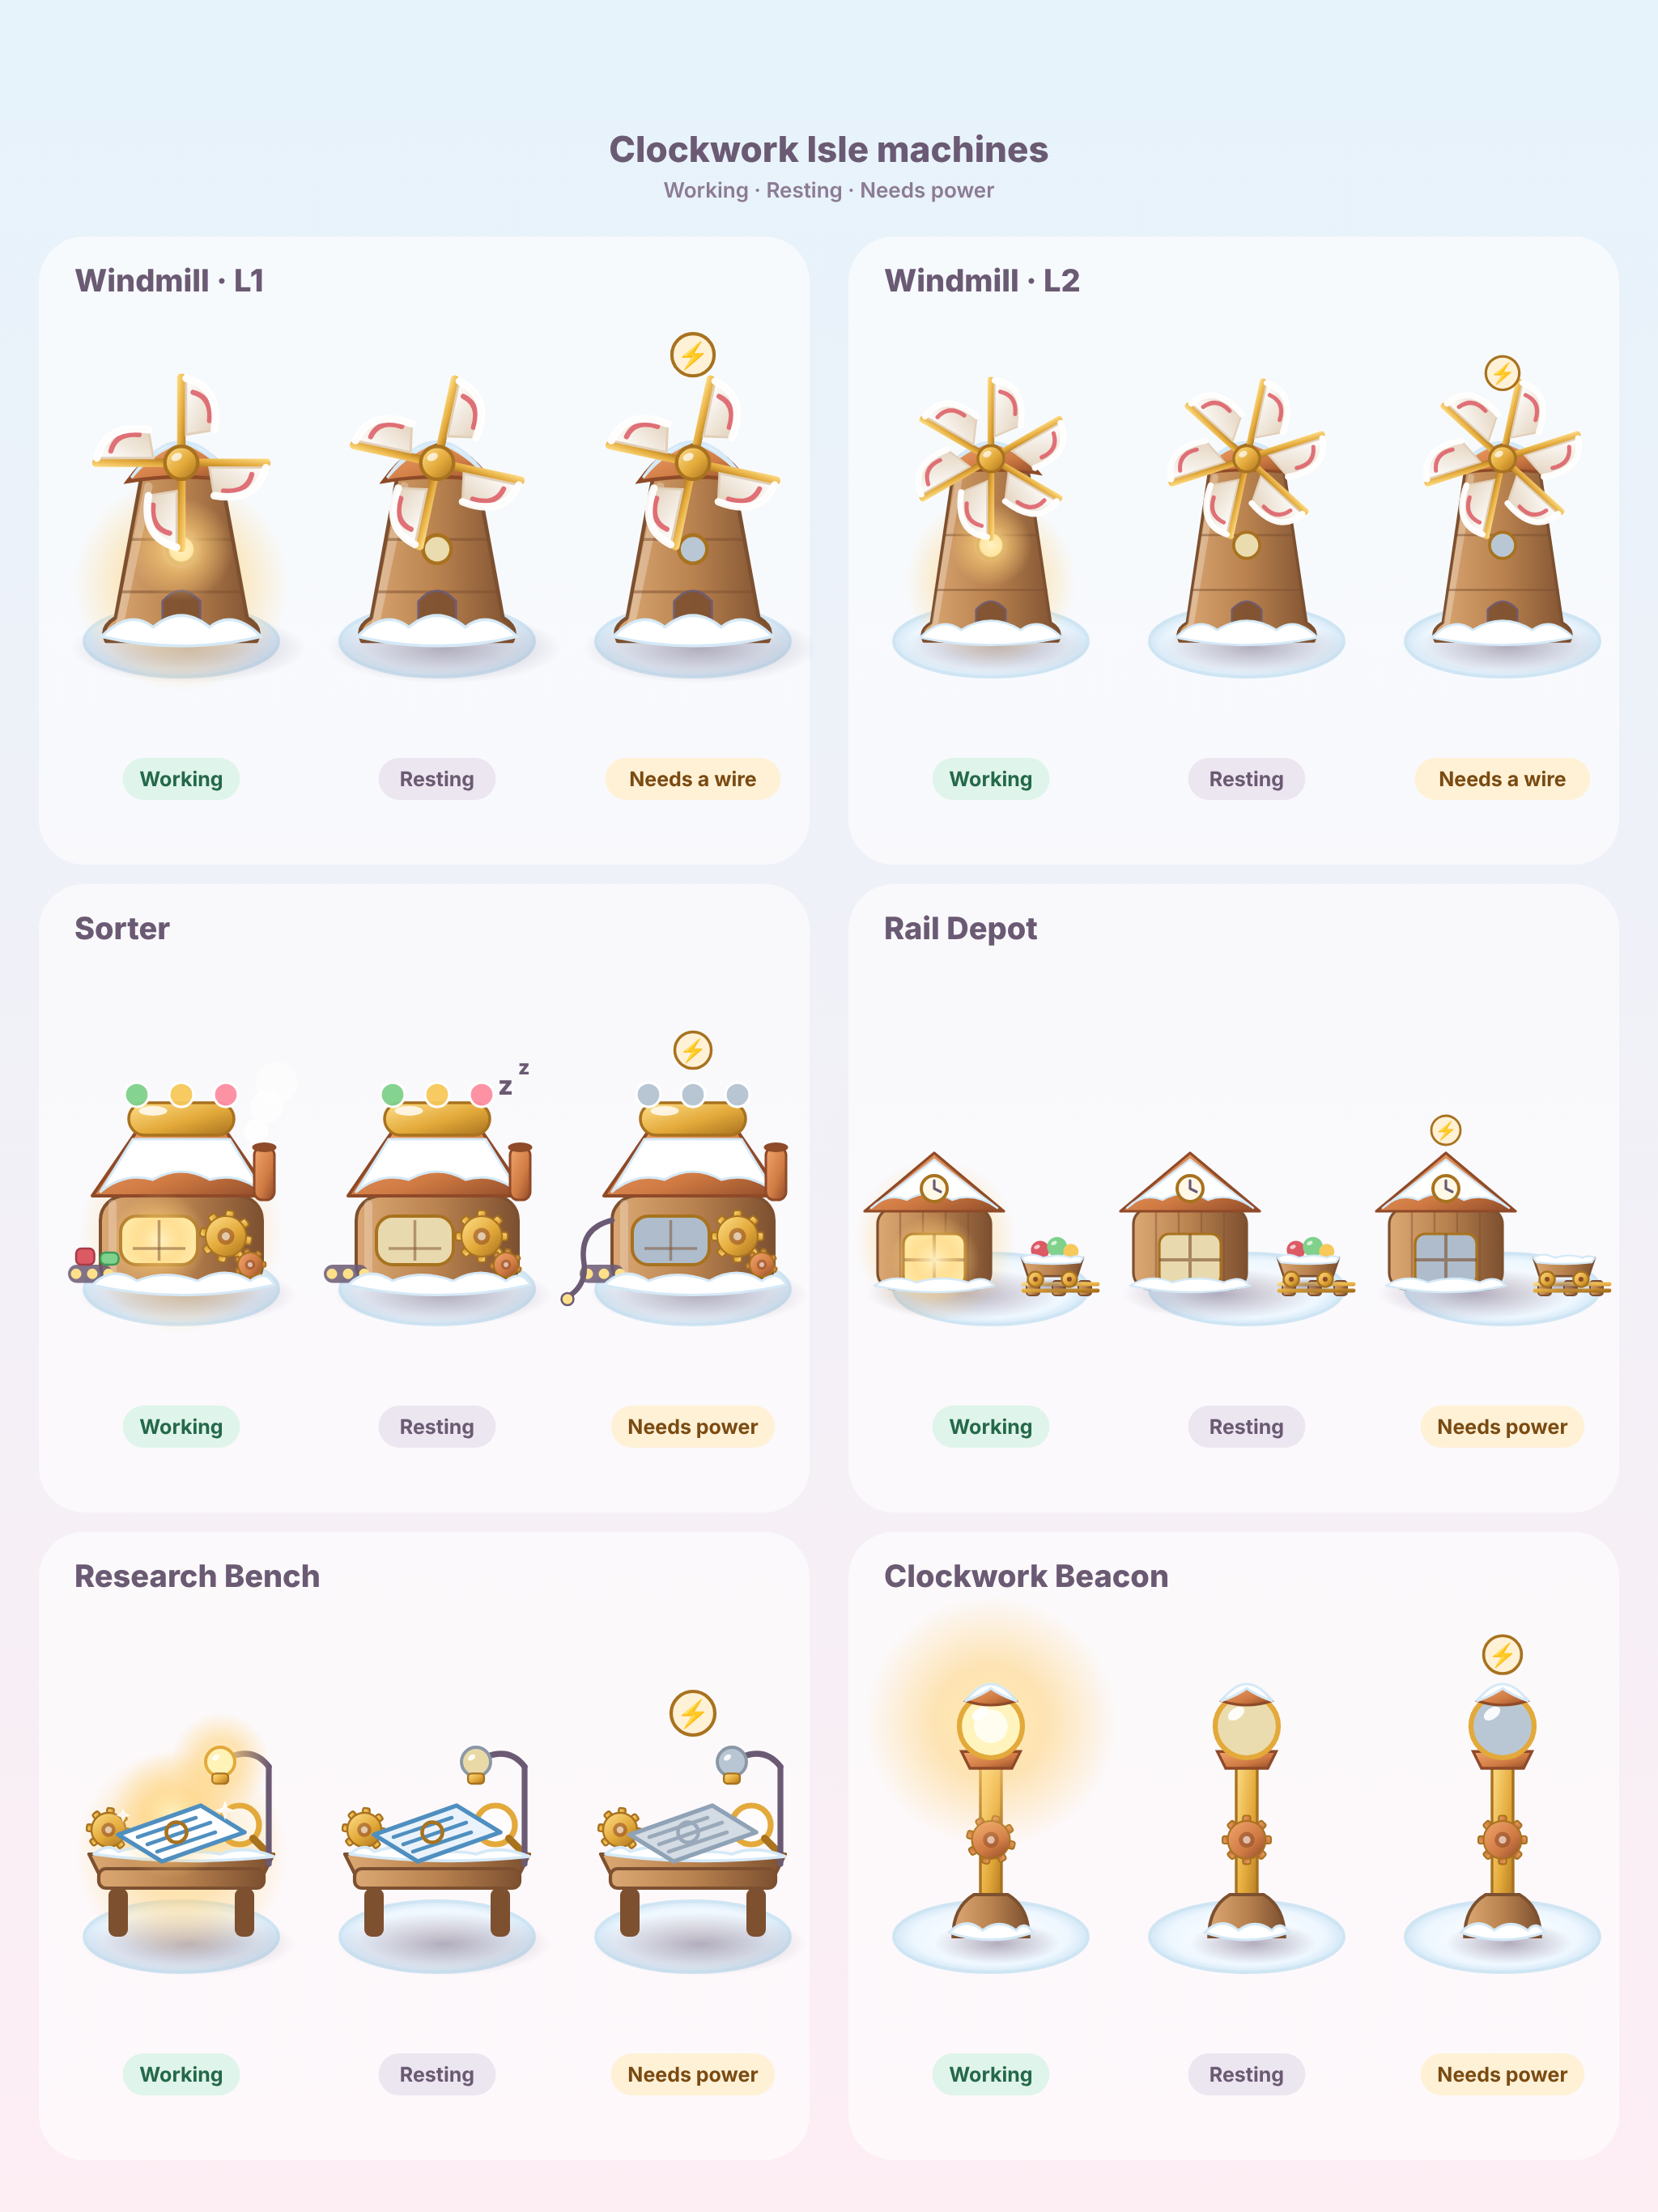 Clockwork Isle machines
Working · Resting · Needs power
Windmill · L1
Working
Resting
Needs a wire
Windmill · L2
Working
Resting
Needs a wire
Sorter
z
z
Working
Resting
Needs power
Rail Depot
Working
Resting
Needs power
Research Bench
Working
Resting
Needs power
Clockwork Beacon
Working
Resting
Needs power